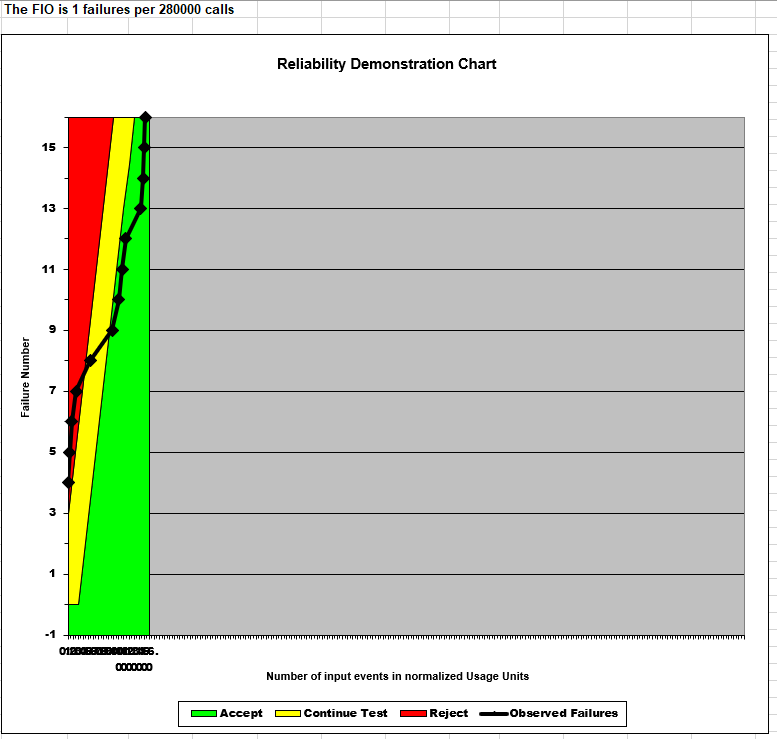 The FIO is 1 failures per 280000 calls
Reliability Demonstration Chart
15
13
11
9
7
5
3
1
-1
Failure Number
Number of input events in normalized Usage Units
Accept
Continue Test
Reject
Observed Failures